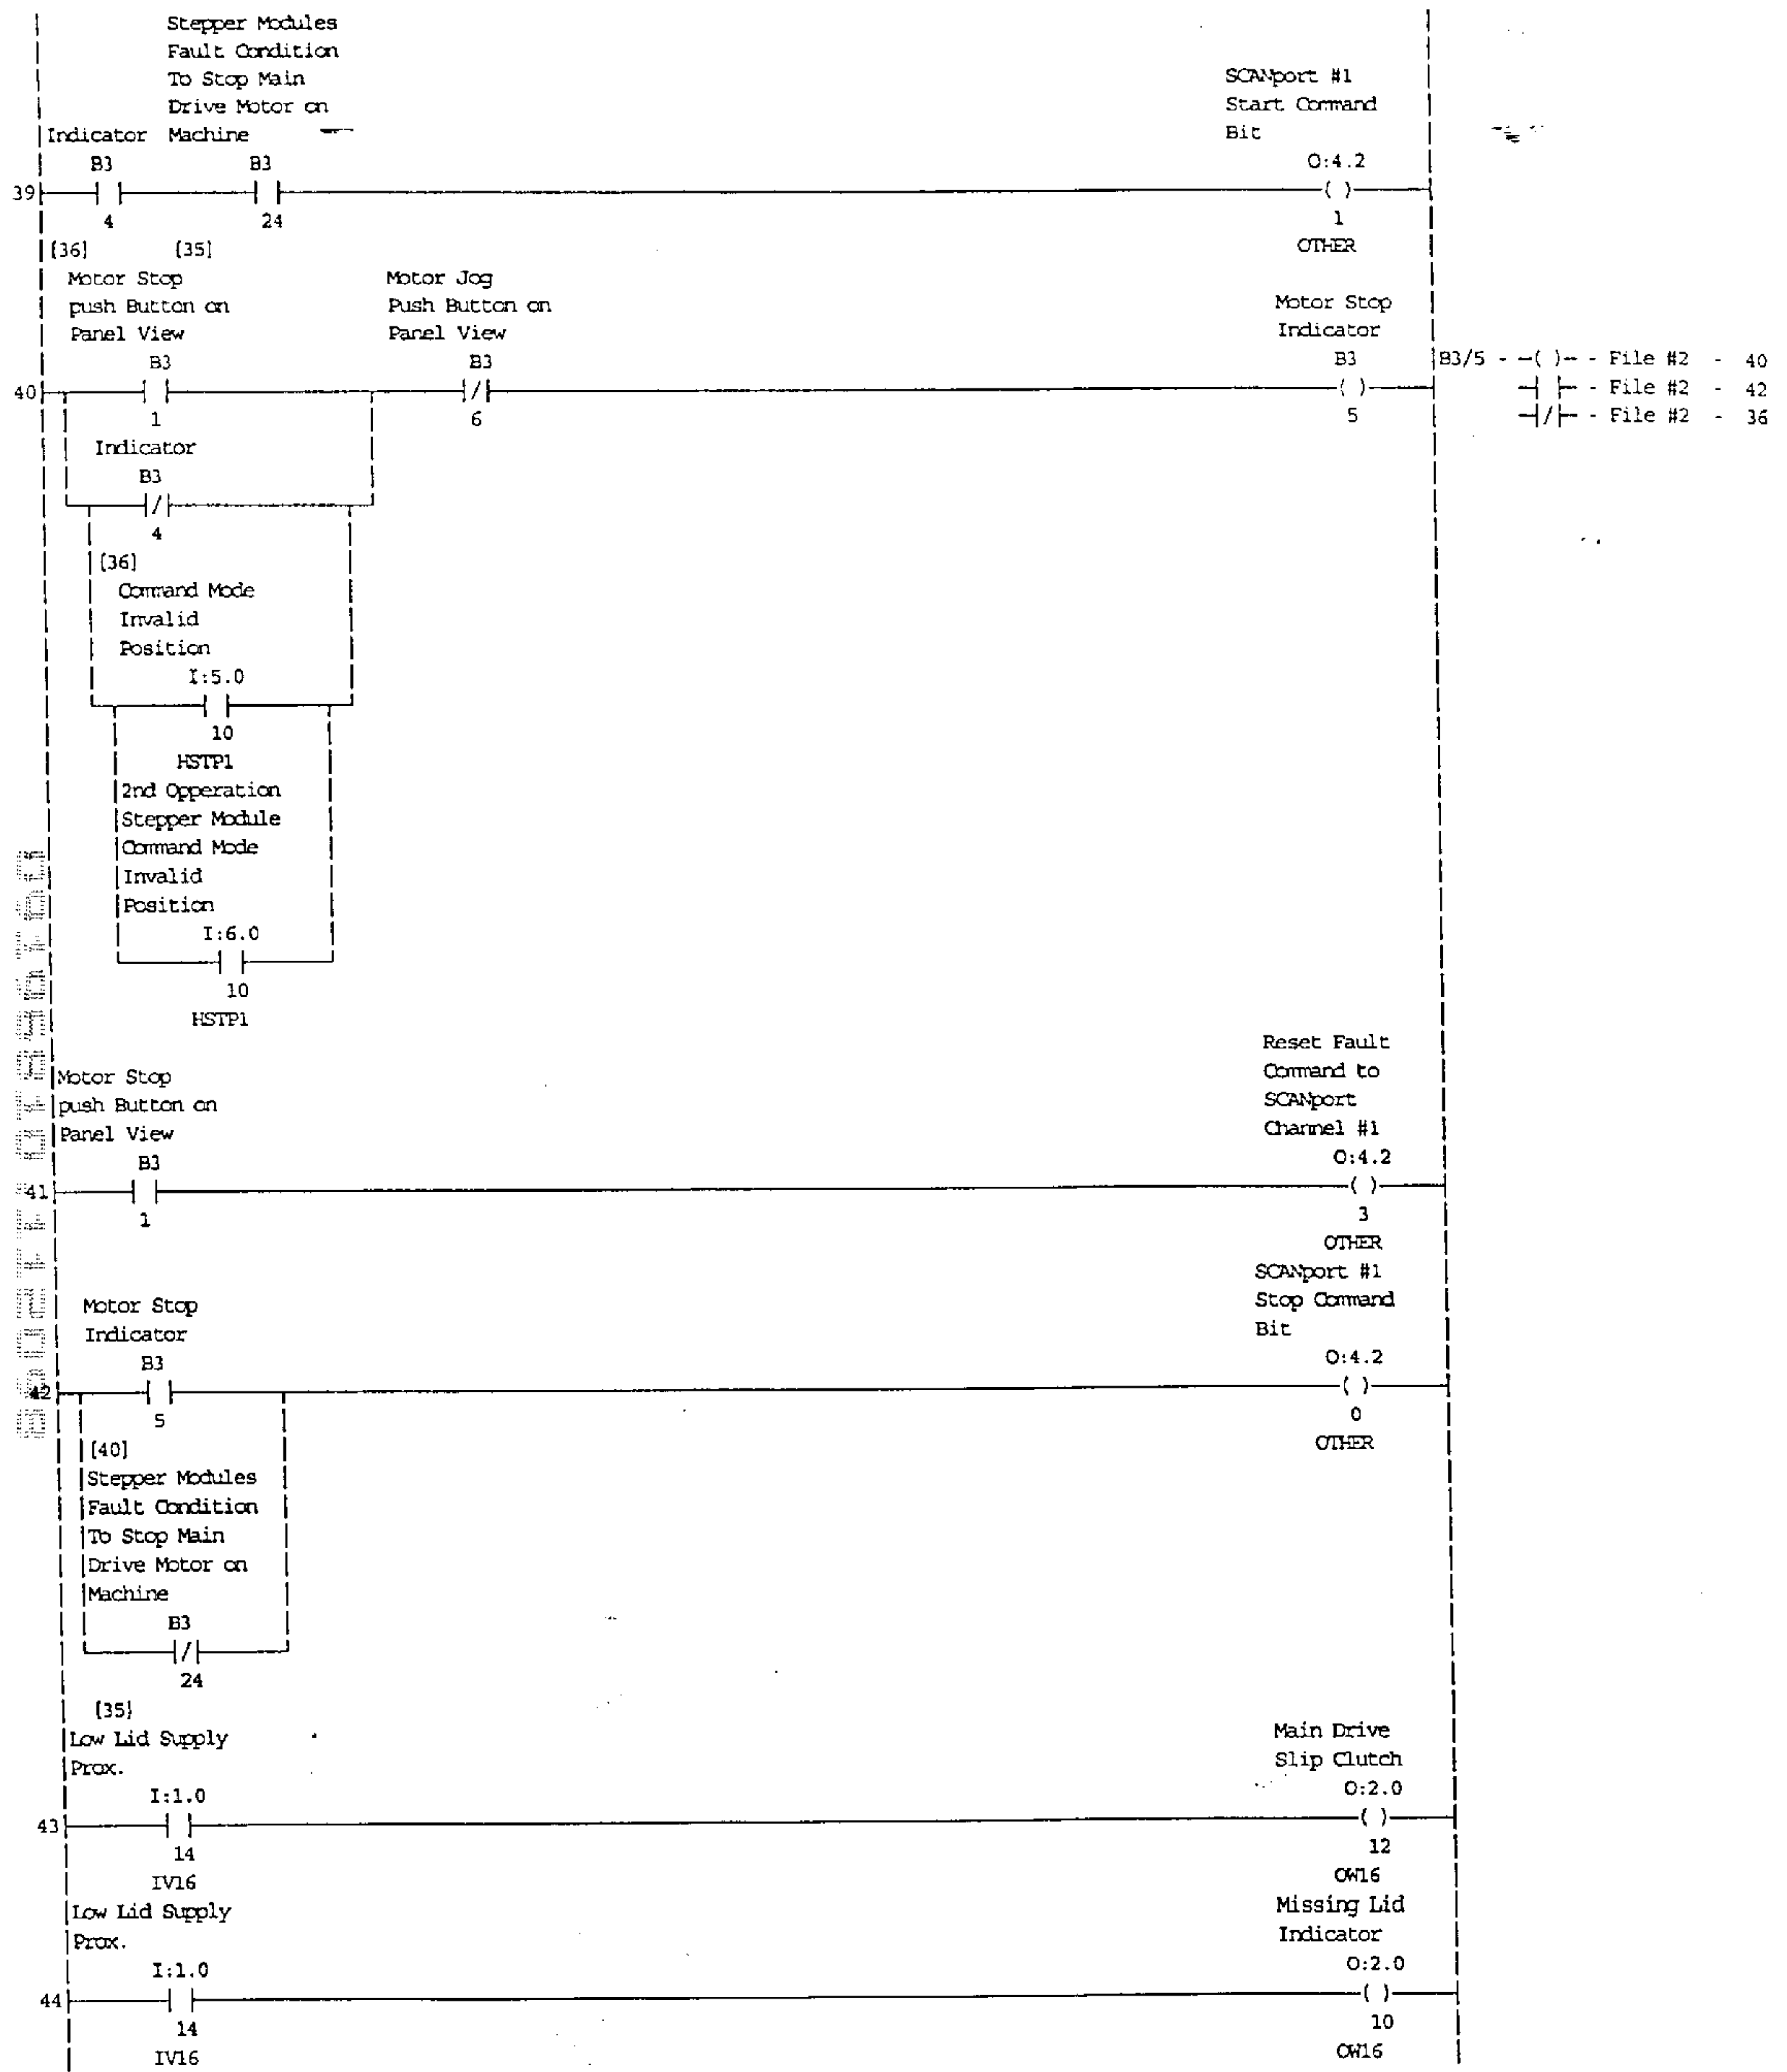 Stepper Modules
Fault Condition
To Stop Main
Drive Motor on
Indicator Machine
SCANport #1
Start Command
Bit
B3 B3 O:4.2
39
4 24 1
[36] [35] OTHER
Motor Stop
push Button on
Panel View
Motor Jog
Push Button on
Panel View
Motor Stop
Indicator
B3 B3 B3 B3/5 - -( )-- - File #2 - 40
40 -| |-- - File #2 - 42
1 6 5 -|/|-- - File #2 - 36
Indicator
B3
4
[36]
Command Mode
Invalid
Position
I:5.0
10
HSTP1
2nd Opperation
Stepper Module
Command Mode
Invalid
Position
I:6.0
10
HSTP1
Motor Stop
push Button on
Panel View
Reset Fault
Command to
SCANport
Channel #1
B3 O:4.2
41
1 3
OTHER
Motor Stop
Indicator
SCANport #1
Stop Command
Bit
B3 O:4.2
42
5 0
[40] OTHER
Stepper Modules
Fault Condition
To Stop Main
Drive Motor on
Machine
B3
24
[35]
Low Lid Supply
Prox.
Main Drive
Slip Clutch
I:1.0 O:2.0
43
14 12
IV16 OW16
Low Lid Supply
Prox.
Missing Lid
Indicator
I:1.0 O:2.0
44
14 10
IV16 OW16